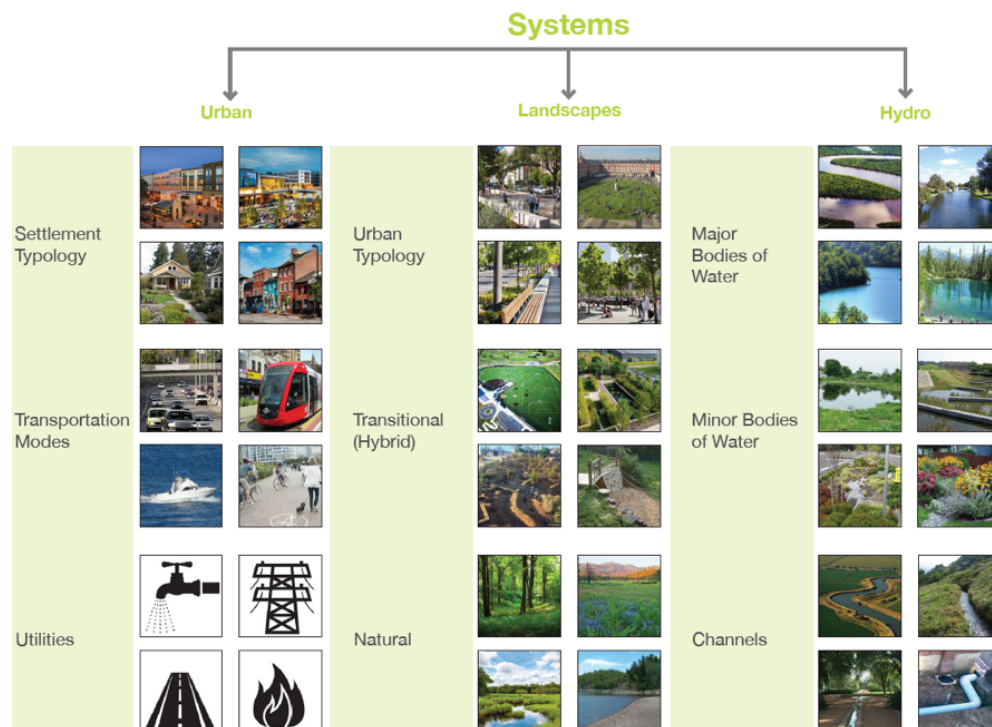 Systems
Urban
Landscapes
Hydro
Settlement
Typology
Urban
Typology
Major
Bodies of
Water
Transportation
Modes
Transitional
(Hybrid)
Minor Bodies
of Water
Utilities
Natural
Channels